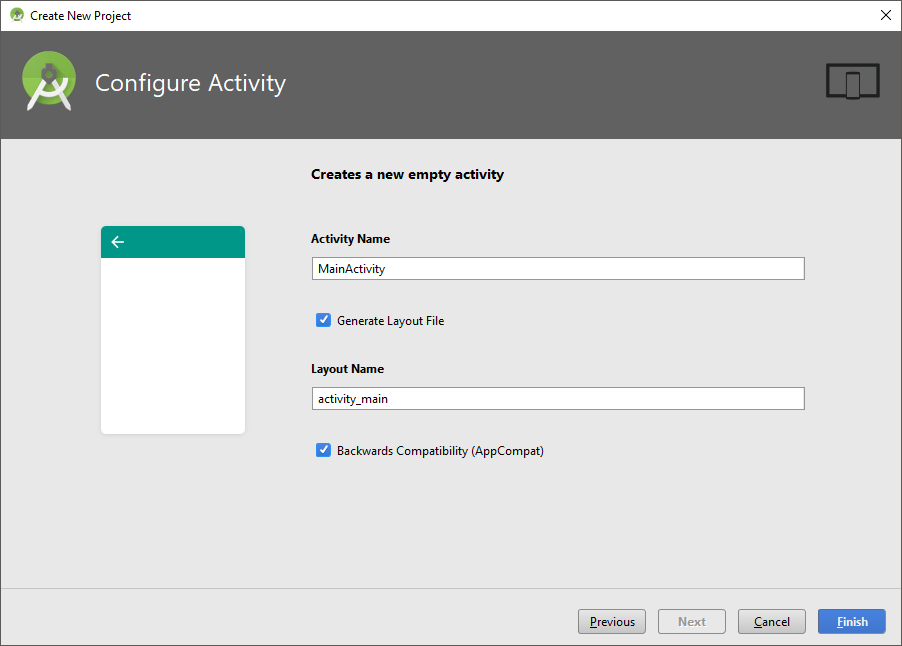 Create New Project
Configure Activity
Creates a new empty activity
Activity Name
MainActivity
Generate Layout File
Layout Name
activity_main
Backwards Compatibility (AppCompat)
Previous
Next
Cancel
Finish